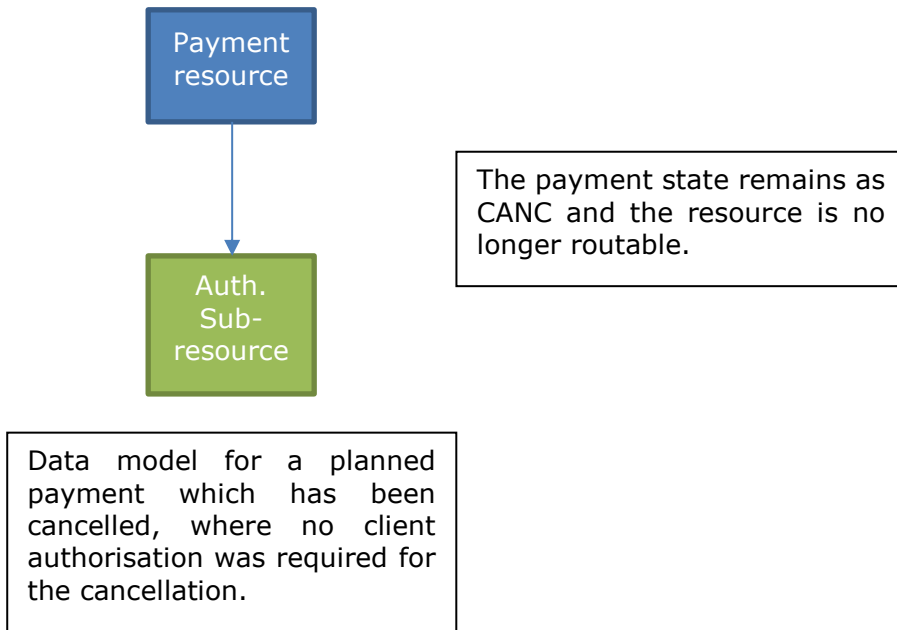 Payment
resource
The payment state remains as
CANC and the resource is no
longer routable.
Auth.
Sub-
resource
Data model for a planned
payment which has been
cancelled, where no client
authorisation was required for
the cancellation.